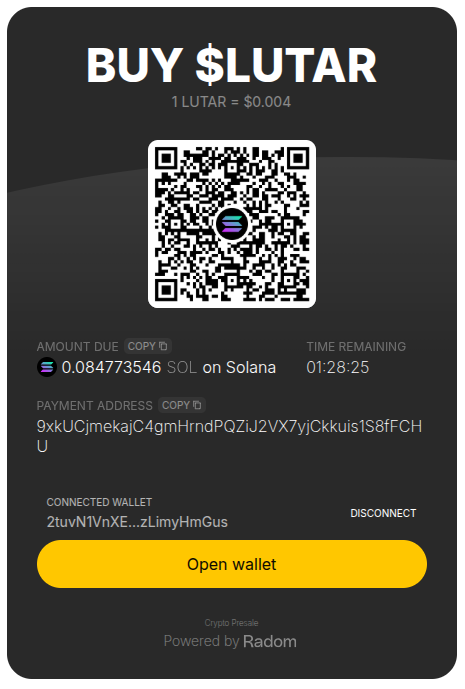 BUY $LUTAR
1 LUTAR = $0.004
AMOUNT DUE COPY
TIME REMAINING
0.084773546 SOL on Solana
01:28:25
PAYMENT ADDRESS COPY
9xkUCjmekajC4gmHrndPQZiJ2VX7yjCkkuis1S8fFCH
U
CONNECTED WALLET
2tuvN1VnXE...zLimyHmGus
DISCONNECT
Open wallet
Crypto Presale
Powered by Radom